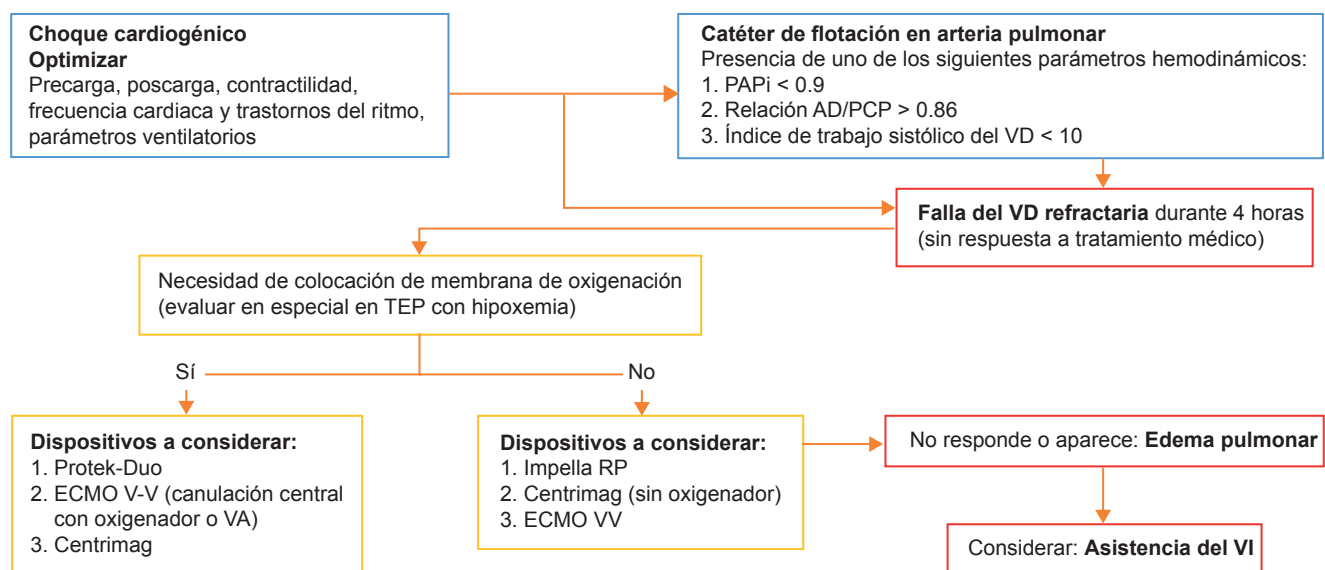 Choque cardiogénico
Optimizar
Precarga, poscarga, contractilidad,
frecuencia cardiaca y trastornos del ritmo,
parámetros ventilatorios
Catéter de flotación en arteria pulmonar
Presencia de uno de los siguientes parámetros hemodinámicos:
1. PAPi < 0.9
2. Relación AD/PCP > 0.86
3. Índice de trabajo sistólico del VD < 10
Falla del VD refractaria durante 4 horas
(sin respuesta a tratamiento médico)
Necesidad de colocación de membrana de oxigenación
(evaluar en especial en TEP con hipoxemia)
Sí
No
Dispositivos a considerar:
1. Protek-Duo
2. ECMO V-V (canulación central
con oxigenador o VA)
3. Centrimag
Dispositivos a considerar:
1. Impella RP
2. Centrimag (sin oxigenador)
3. ECMO VV
No responde o aparece: Edema pulmonar
Considerar: Asistencia del VI